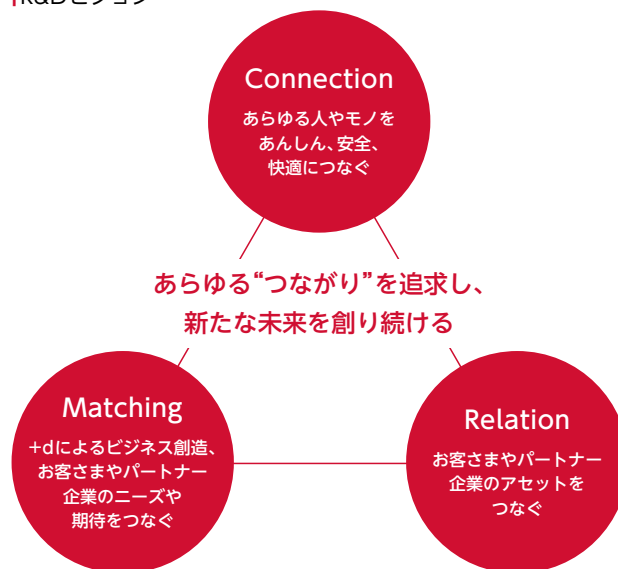 R&Dビジョン
Connection
あらゆる人やモノを
あんしん、安全、
快適につなぐ
あらゆる“つながり”を追求し、
新たな未来を創り続ける
Matching
+dによるビジネス創造、
お客さまやパートナー
企業のニーズや
期待をつなぐ
Relation
お客さまやパートナー
企業のアセットを
つなぐ